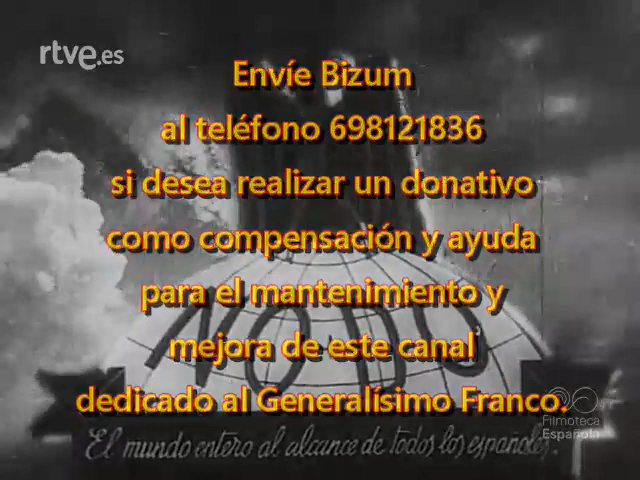 rtve.es
Envíe Bizum
al teléfono 698121836
si desea realizar un donativo
como compensación y ayuda
para el mantenimiento y
NO DO
mejora de este canal
dedicado al Generalísimo Franco.
Filmoteca
Española
El mundo entero al alcance de todos los españoles.